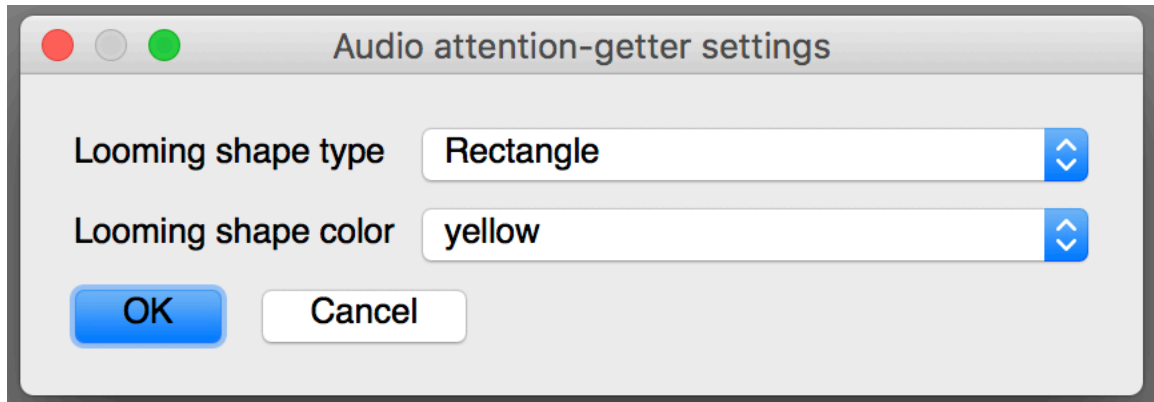 Audio attention-getter settings
Looming shape type Rectangle
Looming shape color yellow
OK Cancel